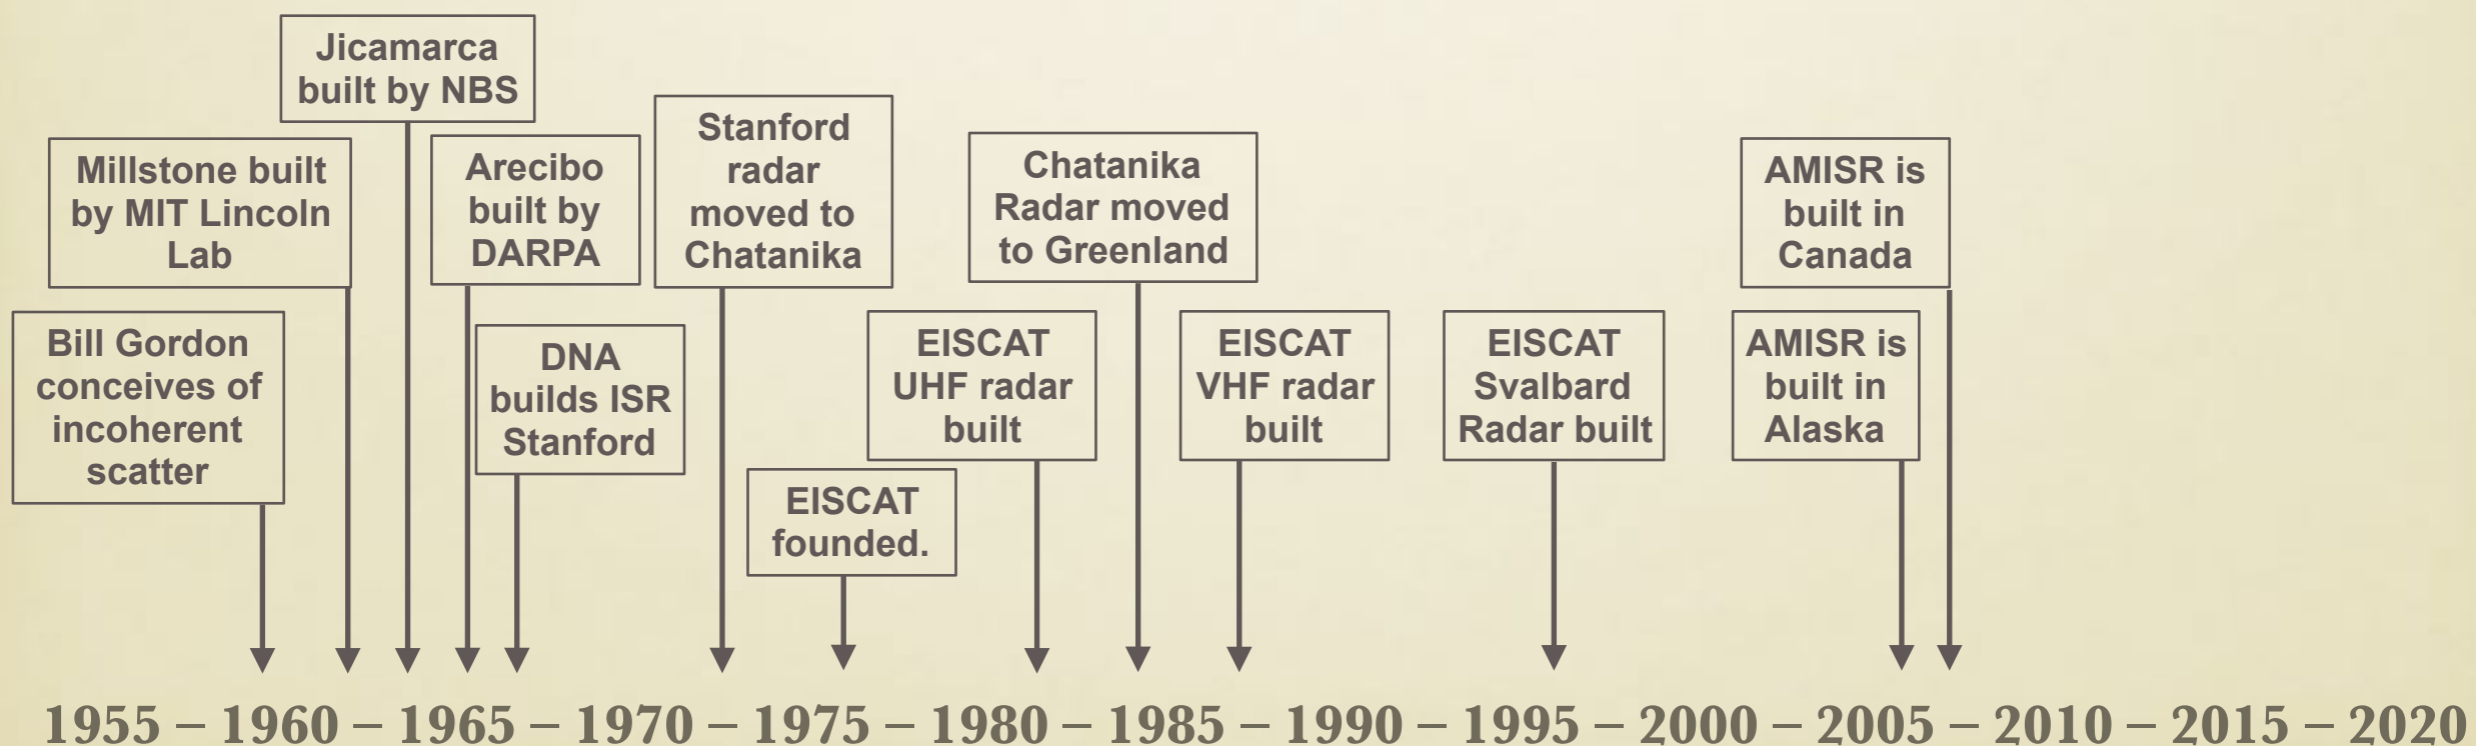 Jicamarca
built by NBS
Millstone built
by MIT Lincoln
Lab
Arecibo
built by
DARPA
Stanford
radar
moved to
Chatanika
Chatanika
Radar moved
to Greenland
AMISR is
built in
Canada
Bill Gordon
conceives of
incoherent
scatter
DNA
builds ISR
Stanford
EISCAT
founded.
EISCAT
UHF radar
built
EISCAT
VHF radar
built
EISCAT
Svalbard
Radar built
AMISR is
built in
Alaska
1955 – 1960 – 1965 – 1970 – 1975 – 1980 – 1985 – 1990 – 1995 – 2000 – 2005 – 2010 – 2015 – 2020